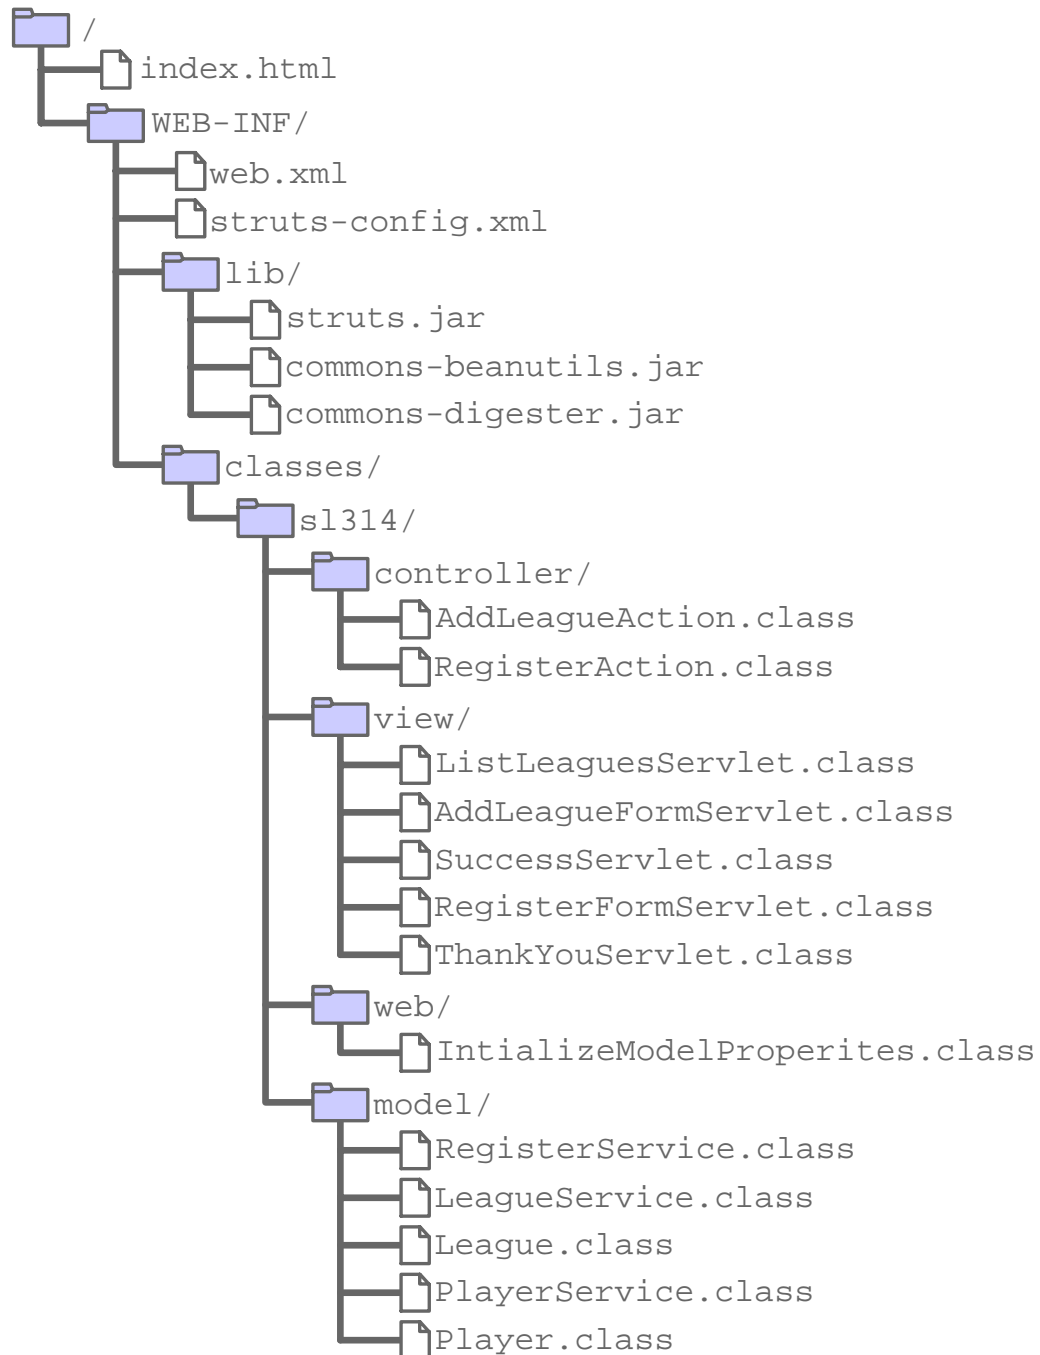 /
index.html
WEB-INF/
web.xml
struts-config.xml
lib/
struts.jar
commons-beanutils.jar
commons-digester.jar
classes/
sl314/
controller/
AddLeagueAction.class
RegisterAction.class
view/
ListLeaguesServlet.class
AddLeagueFormServlet.class
SuccessServlet.class
RegisterFormServlet.class
ThankYouServlet.class
web/
IntializeModelProperites.class
model/
RegisterService.class
LeagueService.class
League.class
PlayerService.class
Player.class